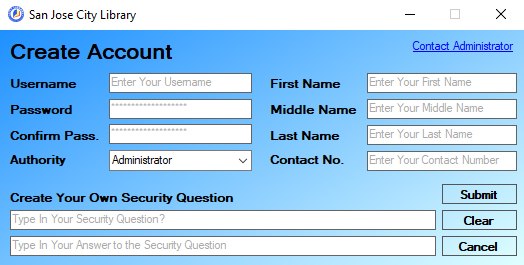 San Jose City Library
Create Account
Contact Administrator
Username
Enter Your Username
First Name
Enter Your First Name
Password
*******************
Middle Name
Enter Your Middle Name
Confirm Pass.
*******************
Last Name
Enter Your Last Name
Authority
Administrator
Contact No.
Enter Your Contact Number
Create Your Own Security Question
Submit
Type In Your Security Question?
Clear
Type In Your Answer to the Security Question
Cancel